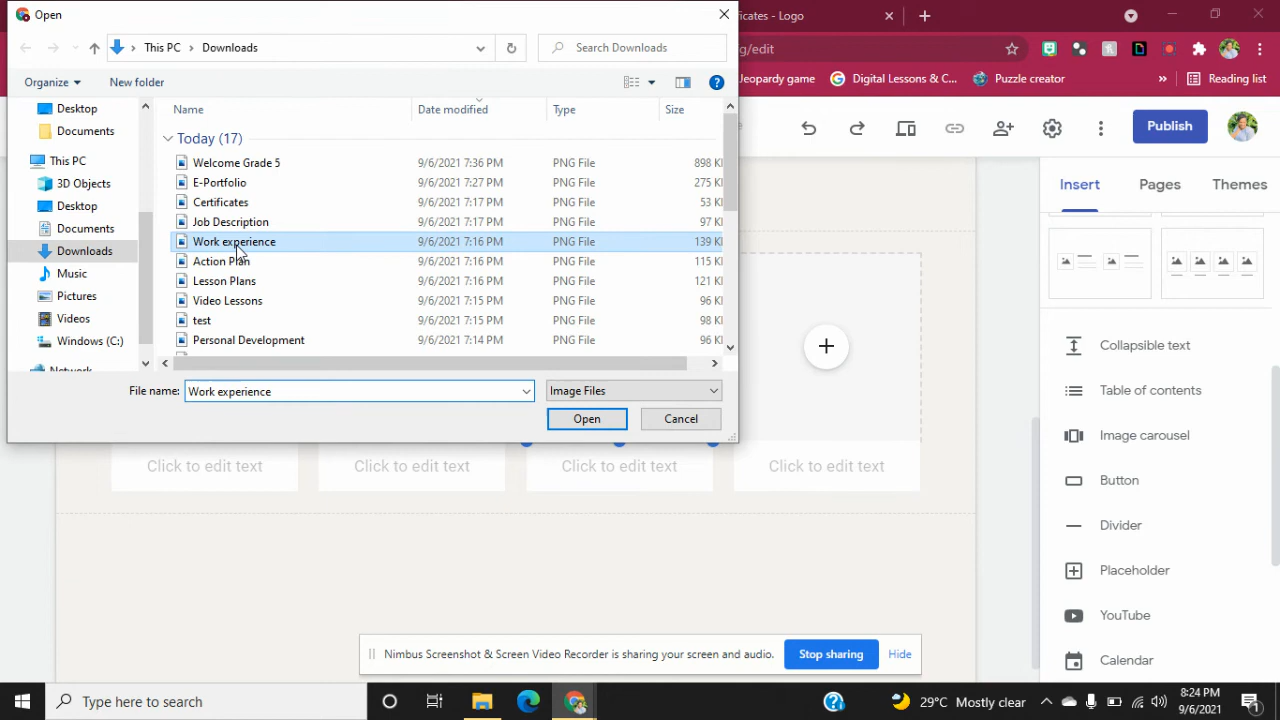 Open
icates - Logo
This PC
Downloads
Search Downloads
g/edit
Organize
New folder
Jeopardy game
Digital Lessons & C...
Puzzle creator
»
Reading list
Desktop
Documents
This PC
3D Objects
Desktop
Documents
Downloads
Music
Pictures
Videos
Windows (C:)
Network
Name
Date modified
Type
Size
Today (17)
Welcome Grade 5 9/6/2021 7:36 PM PNG File 898 K
E-Portfolio 9/6/2021 7:27 PM PNG File 275 K
Certificates 9/6/2021 7:17 PM PNG File 53 K
Job Description 9/6/2021 7:17 PM PNG File 97 K
Work experience 9/6/2021 7:16 PM PNG File 139 K
Action Plan 9/6/2021 7:16 PM PNG File 115 K
Lesson Plans 9/6/2021 7:16 PM PNG File 121 K
Video Lessons 9/6/2021 7:15 PM PNG File 96 K
test 9/6/2021 7:15 PM PNG File 98 K
Personal Development 9/6/2021 7:14 PM PNG File 96 K
File name: Work experience
Image Files
Open
Cancel
Publish
Insert
Pages
Themes
Collapsible text
Table of contents
Image carousel
Button
Divider
Placeholder
YouTube
Calendar
Click to edit text
Click to edit text
Click to edit text
Click to edit text
Nimbus Screenshot & Screen Video Recorder is sharing your screen and audio.
Stop sharing
Hide
Type here to search
29°C Mostly clear
8:24 PM
9/6/2021